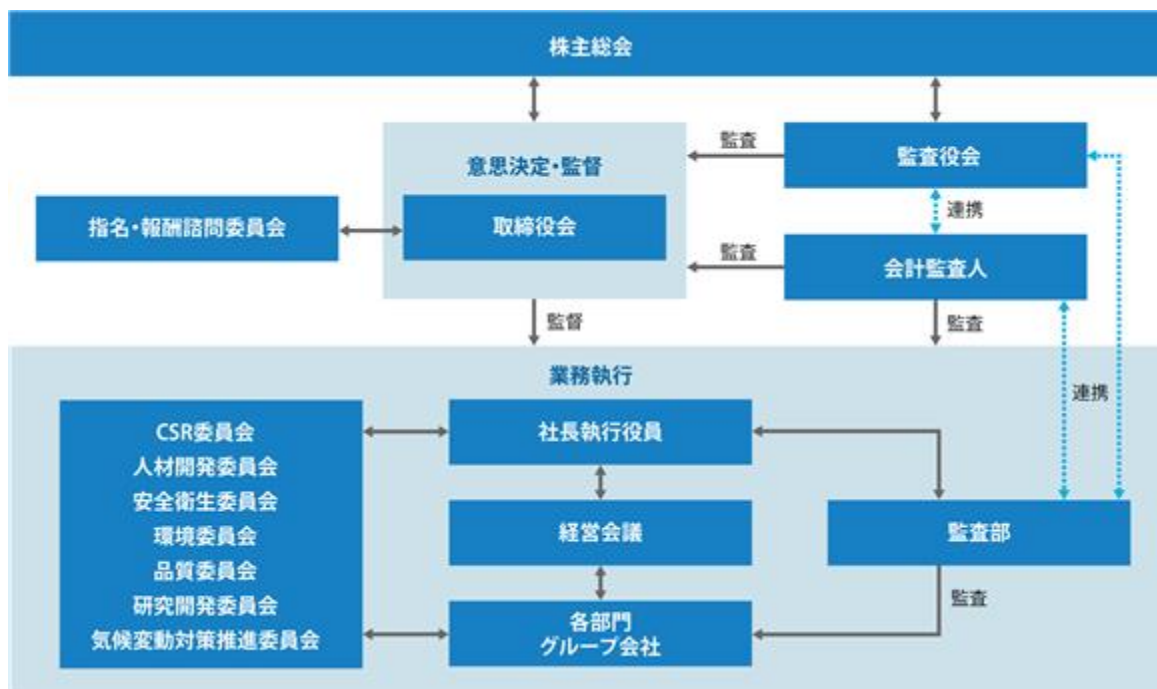 株主総会
監査
監査役会
意思決定・監督
指名・報酬諮問委員会
取締役会
連携
監査
会計監査人
監督
監査
業務執行
連携
CSR委員会
人材開発委員会
安全衛生委員会
環境委員会
品質委員会
研究開発委員会
気候変動対策推進委員会
社長執行役員
経営会議
監査部
監査
各部門
グループ会社